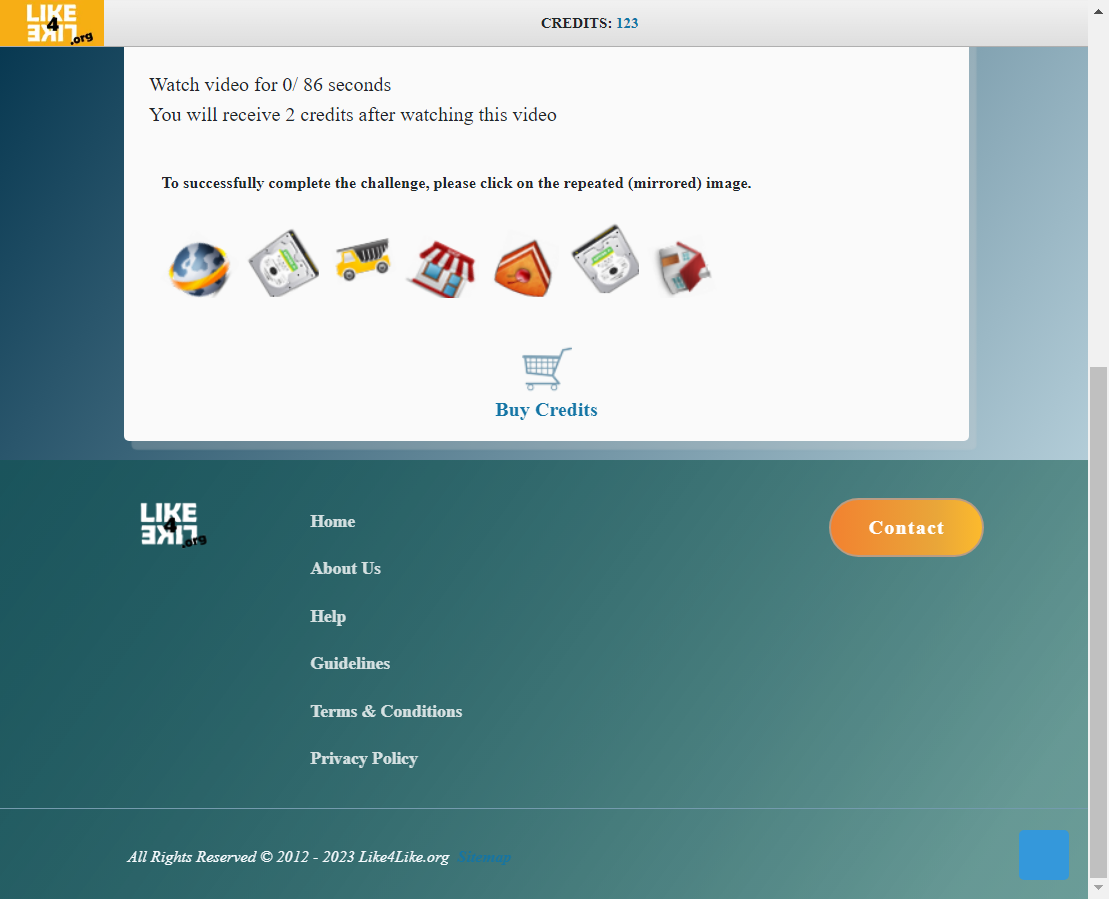 LIKE
4
LIKE
.org
CREDITS: 123
Watch video for 0/ 86 seconds
You will receive 2 credits after watching this video
To successfully complete the challenge, please click on the repeated (mirrored) image.
Buy Credits
LIKE
4
LIKE
.org
Home
Contact
About Us
Help
Guidelines
Terms & Conditions
Privacy Policy
All Rights Reserved © 2012 - 2023 Like4Like.org Sitemap